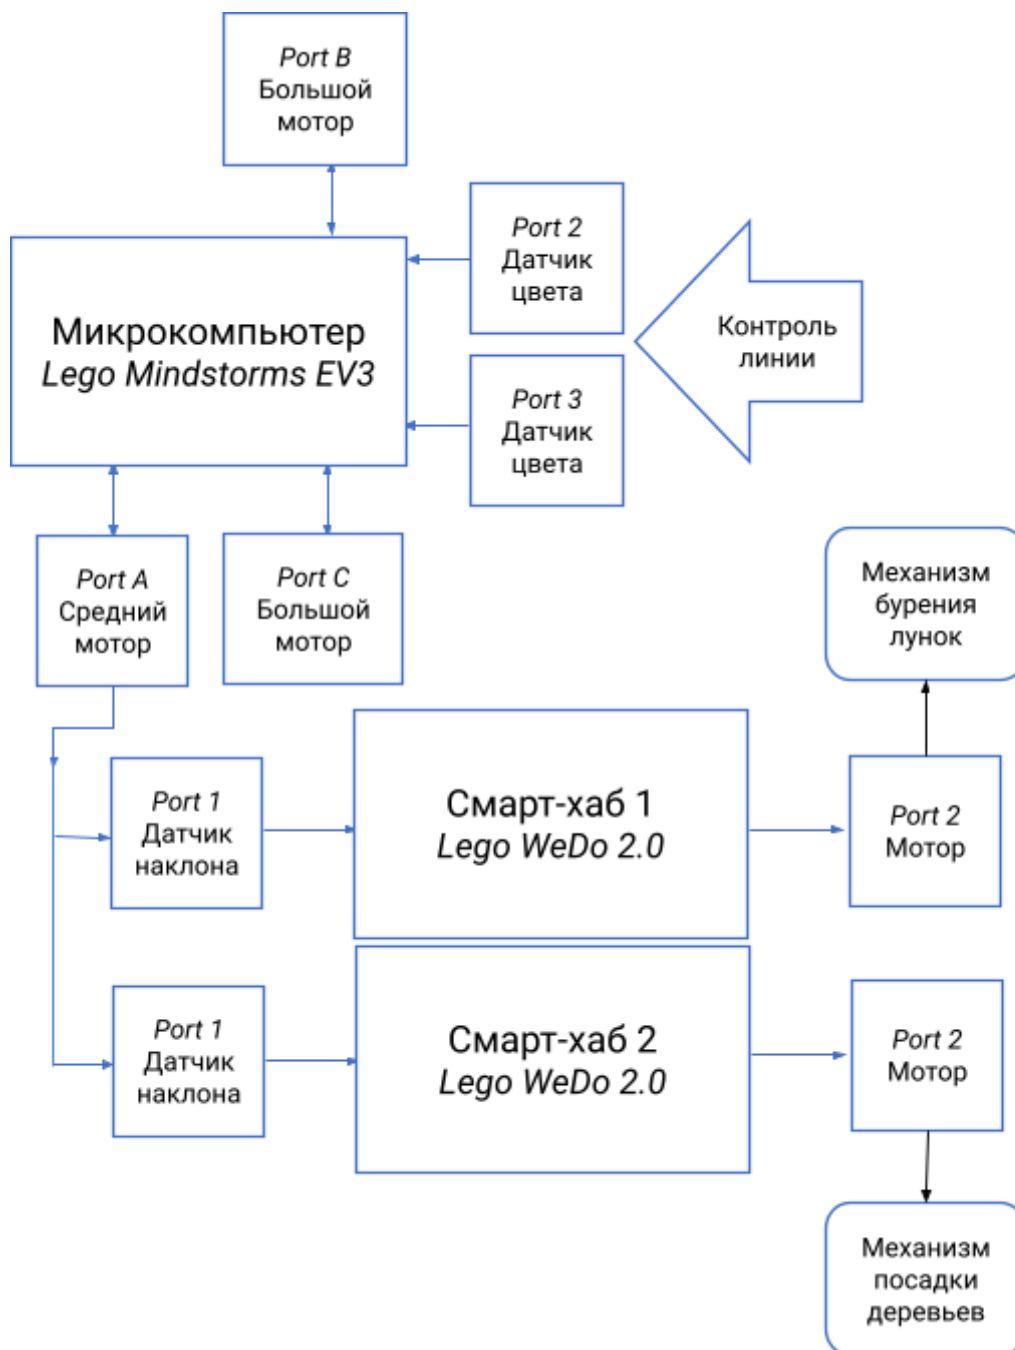 Port B
Большой
мотор
Port 2
Датчик
цвета
Микрокомпьютер
Lego Mindstorms EV3
Контроль
линии
Port 3
Датчик
цвета
Port A
Средний
мотор
Port C
Большой
мотор
Механизм
бурения
лунок
Port 1
Датчик
наклона
Смарт-хаб 1
Lego WeDo 2.0
Port 2
Мотор
Port 1
Датчик
наклона
Смарт-хаб 2
Lego WeDo 2.0
Port 2
Мотор
Механизм
посадки
деревьев